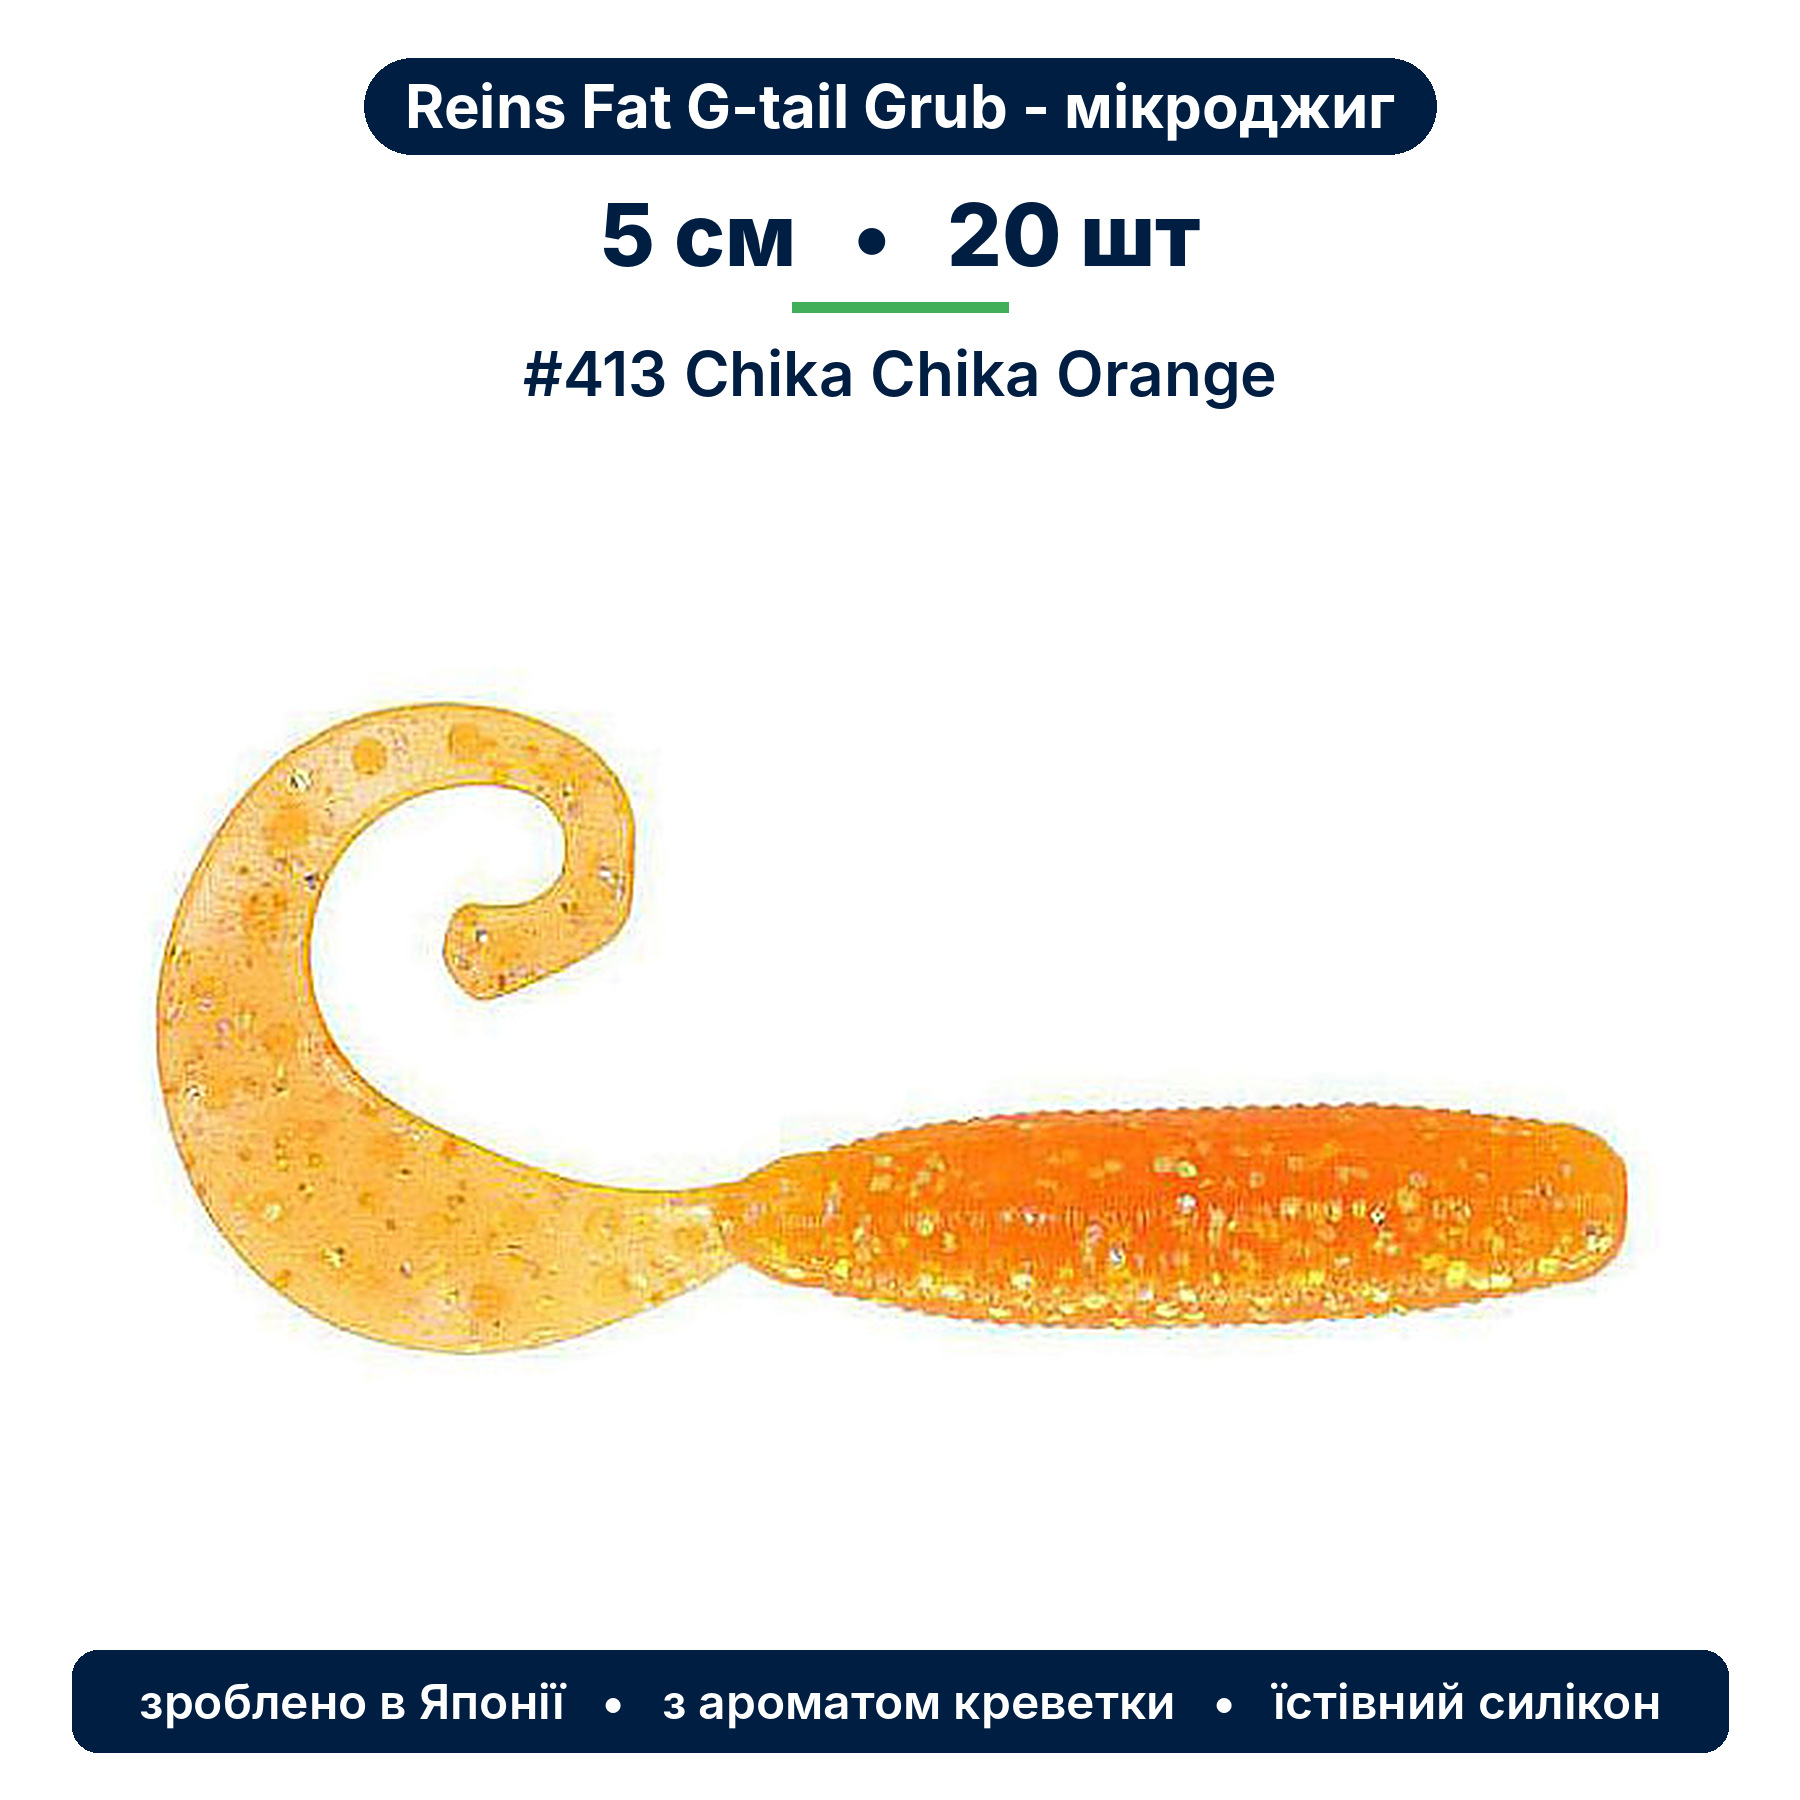 Reins Fat G-tail Grub - мікроджиг
5 см • 20 шт
#413 Chika Chika Orange
зроблено в Японії • з ароматом креветки • їстівний силікон